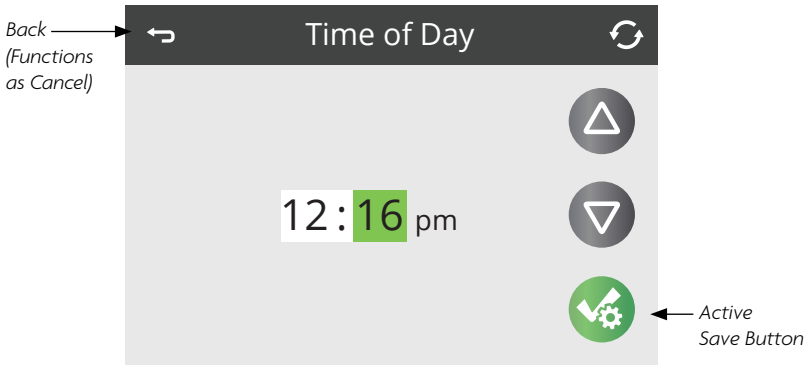 Back
(Functions
as Cancel)
Time of Day
12:16 pm
Active
Save Button